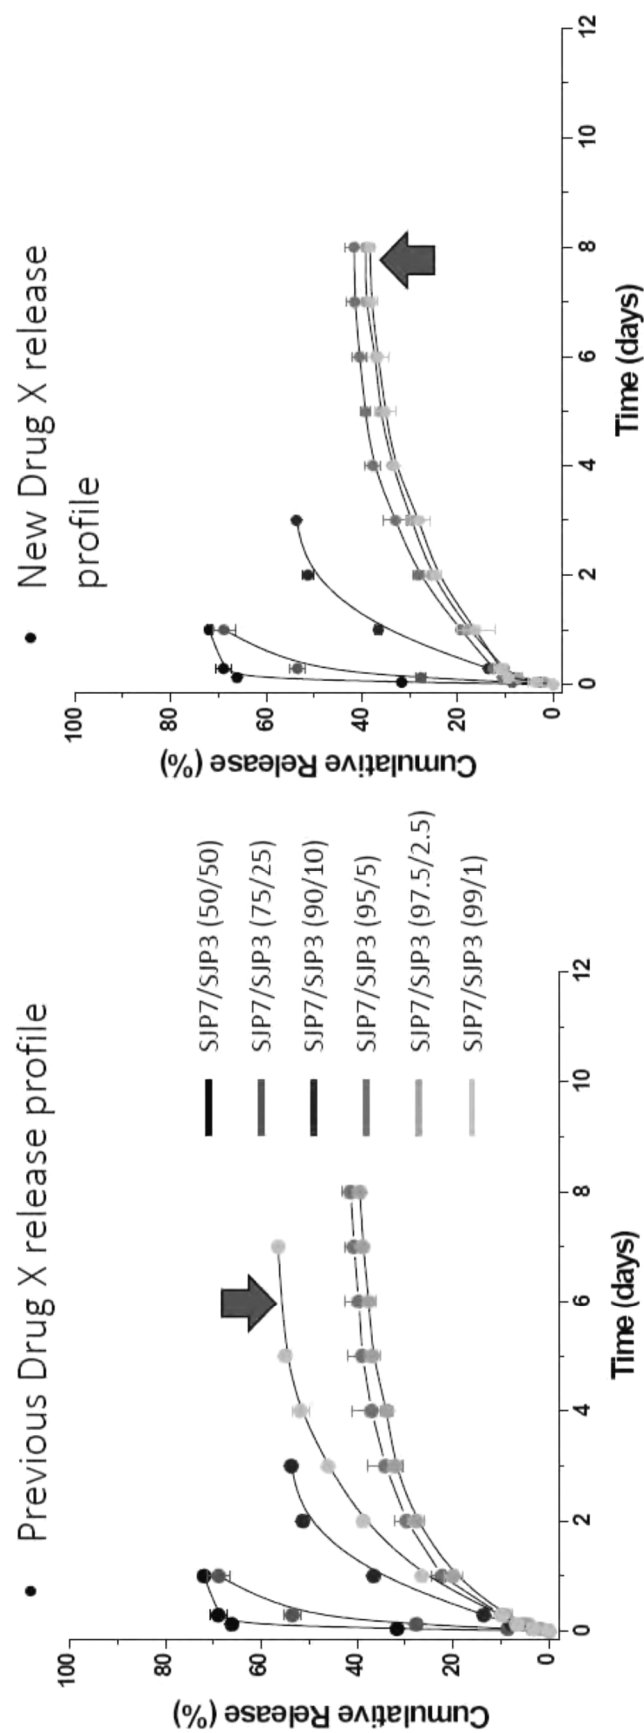 • Previous Drug X release profile
100
80
60
40
20
0
Cumulative Release (%)
0
2
4
6
8
10
12
Time (days)
SJP7/SJP3 (50/50)
SJP7/SJP3 (75/25)
SJP7/SJP3 (90/10)
SJP7/SJP3 (95/5)
SJP7/SJP3 (97.5/2.5)
SJP7/SJP3 (99/1)
• New Drug X release
profile
100
80
60
40
20
0
Cumulative Release (%)
0
2
4
6
8
10
12
Time (days)